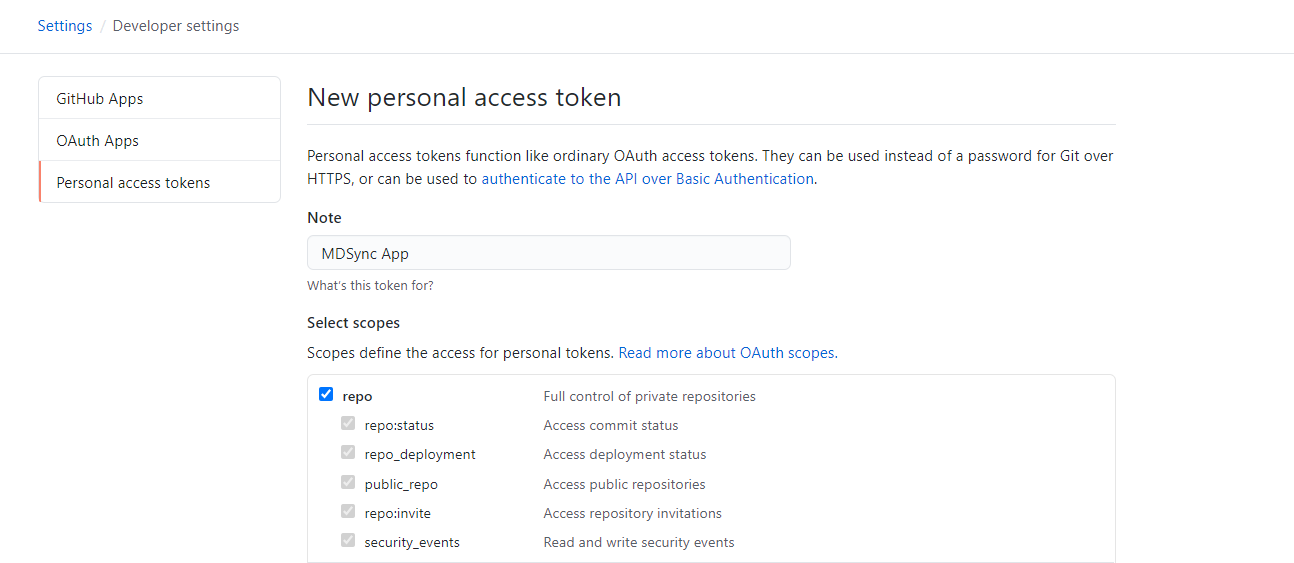 Settings / Developer settings
GitHub Apps
OAuth Apps
Personal access tokens
New personal access token
Personal access tokens function like ordinary OAuth access tokens. They can be used instead of a password for Git over
HTTPS, or can be used to authenticate to the API over Basic Authentication.
Note
MDSync App
What's this token for?
Select scopes
Scopes define the access for personal tokens. Read more about OAuth scopes.
repo Full control of private repositories
repo:status Access commit status
repo_deployment Access deployment status
public_repo Access public repositories
repo:invite Access repository invitations
security_events Read and write security events